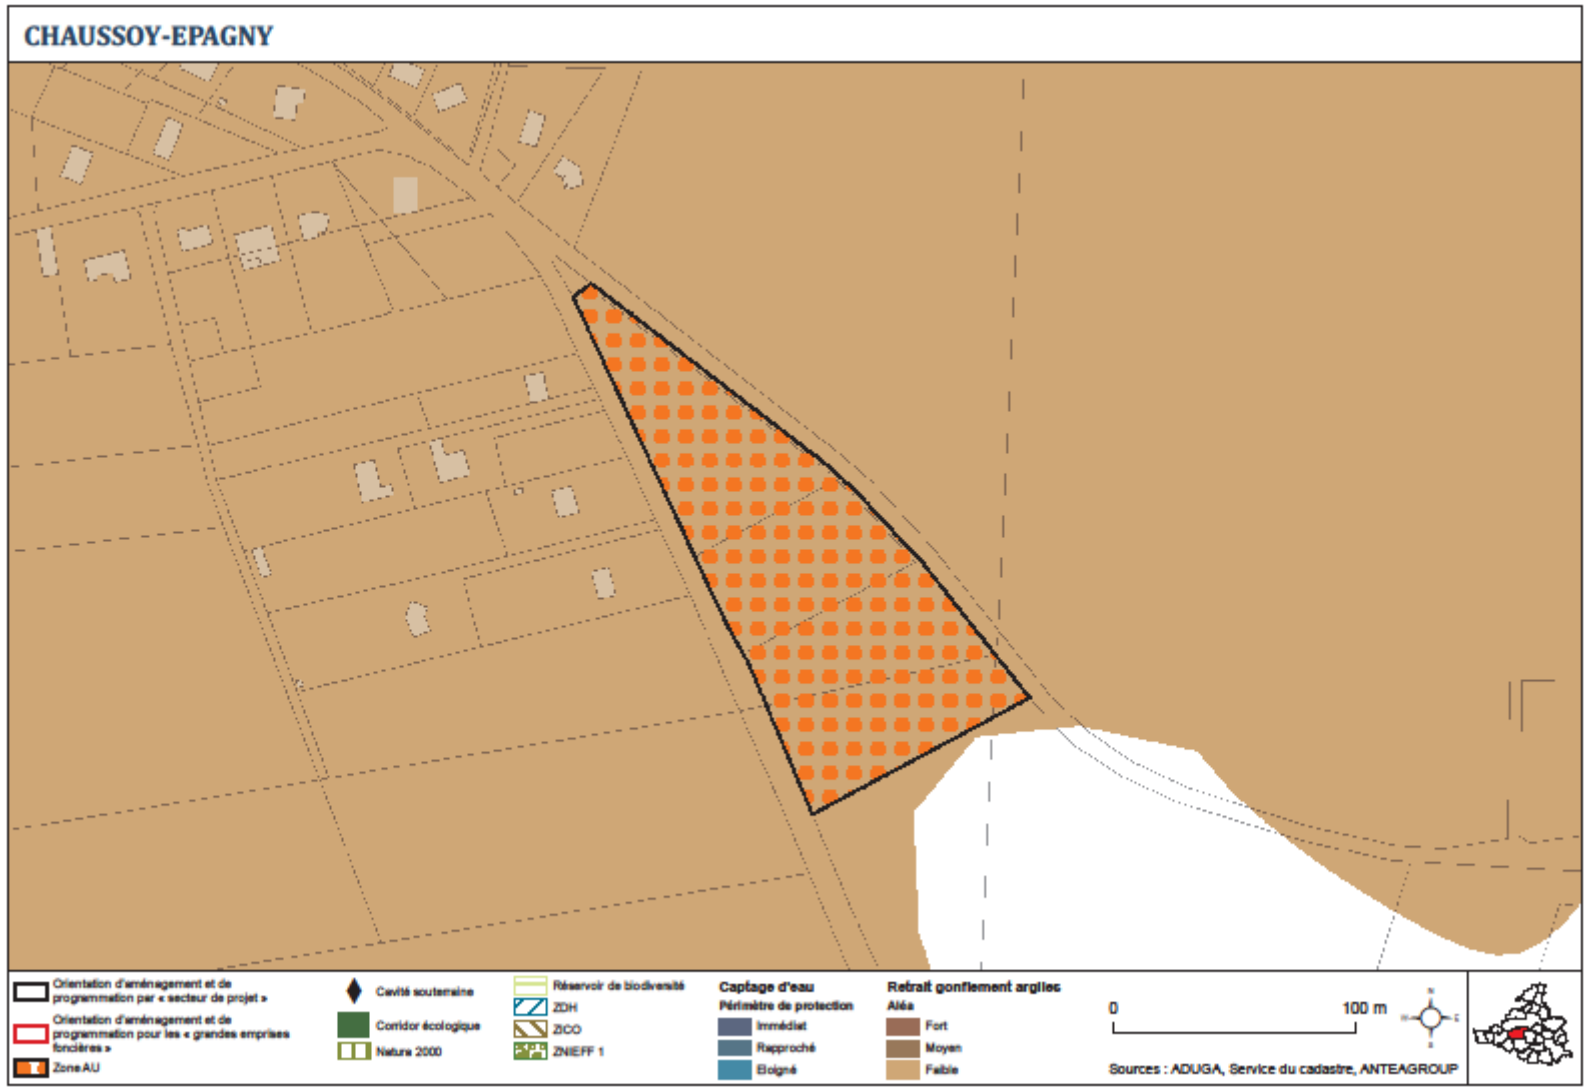 CHAUSSOY-EPAGNY
Orientation d'aménagement et de
programmation par « secteur de projet »
Orientation d'aménagement et de
programmation pour les « grandes emprises
foncières »
Zone AU
Cavité souterraine
Corridor écologique
Natura 2000
Réservoir de biodiversité
ZDH
ZICO
ZNIEFF 1
Captage d'eau
Périmètre de protection
Immédiat
Rapproché
Eloigné
Retrait gonflement argiles
Aléa
Fort
Moyen
Faible
0 100 m
N
W E
S
Sources : ADUGA, Service du cadastre, ANTEAGROUP